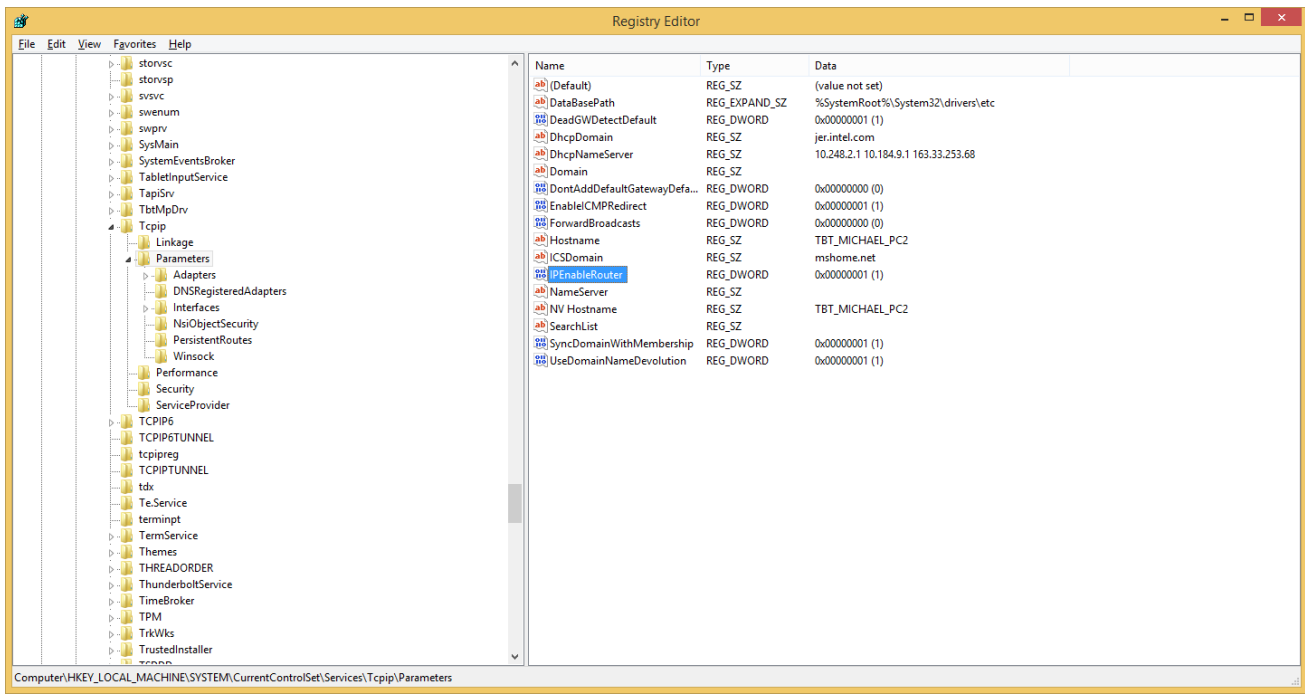 Registry Editor
File Edit View Favorites Help
storvsc
storvsp
svsvc
swenum
swprv
SysMain
SystemEventsBroker
TabletInputService
TapiSrv
TbtMpDrv
Tcpip
Linkage
Parameters
Adapters
DNSRegisteredAdapters
Interfaces
NsiObjectSecurity
PersistentRoutes
Winsock
Performance
Security
ServiceProvider
TCPIP6
TCPIP6TUNNEL
tcpipreg
TCPIPTUNNEL
tdx
Te.Service
terminpt
TermService
Themes
THREADORDER
ThunderboltService
TimeBroker
TPM
TrkWks
TrustedInstaller
Name Type Data
(Default) REG_SZ (value not set)
DataBasePath REG_EXPAND_SZ %SystemRoot%\System32\drivers\etc
DeadGWDetectDefault REG_DWORD 0x00000001 (1)
DhcpDomain REG_SZ jer.intel.com
DhcpNameServer REG_SZ 10.248.2.1 10.184.9.1 163.33.253.68
Domain REG_SZ
DontAddDefaultGatewayDefa... REG_DWORD 0x00000000 (0)
EnableICMPRedirect REG_DWORD 0x00000001 (1)
ForwardBroadcasts REG_DWORD 0x00000000 (0)
Hostname REG_SZ TBT_MICHAEL_PC2
ICSDomain REG_SZ mshome.net
IPEnableRouter REG_DWORD 0x00000001 (1)
NameServer REG_SZ
NV Hostname REG_SZ TBT_MICHAEL_PC2
SearchList REG_SZ
SyncDomainWithMembership REG_DWORD 0x00000001 (1)
UseDomainNameDevolution REG_DWORD 0x00000001 (1)
Computer\HKEY_LOCAL_MACHINE\SYSTEM\CurrentControlSet\Services\Tcpip\Parameters